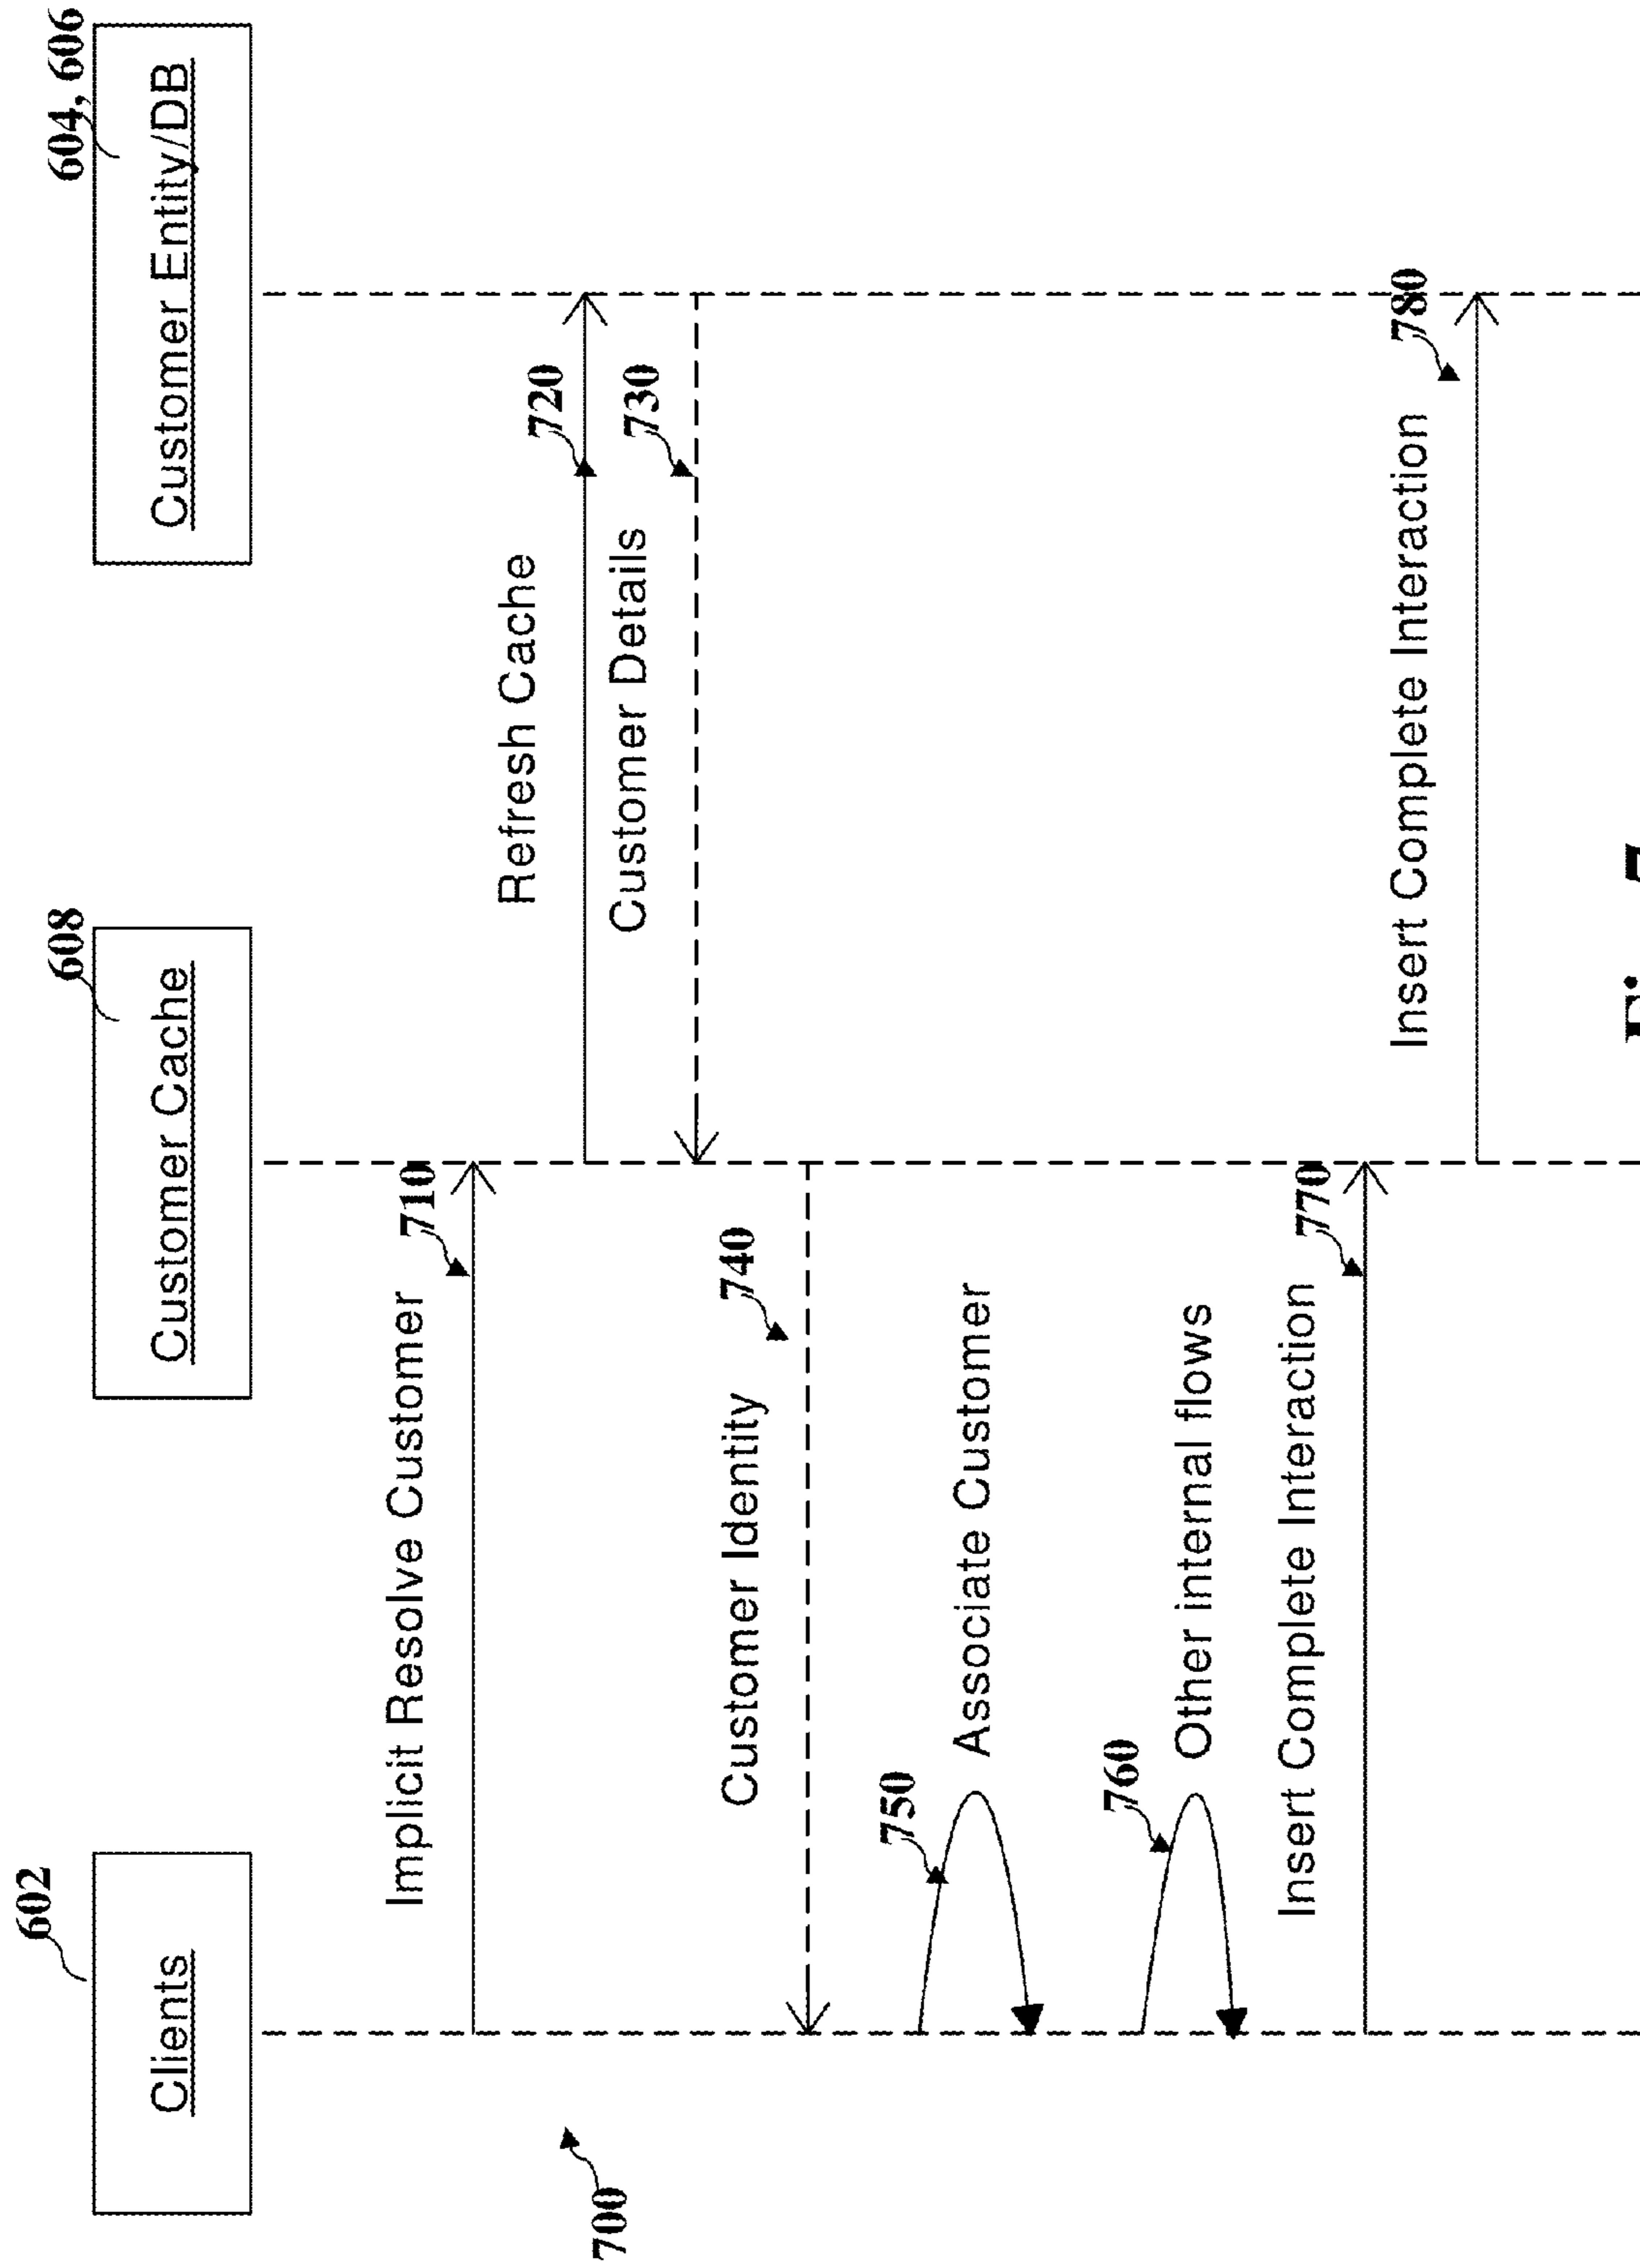 602
608
604, 606
Clients
Customer Cache
Customer Entity/DB
Implicit Resolve Customer
710
Refresh Cache
720
700
Customer Details
730
Customer Identity
740
750
Associate Customer
760
Other internal flows
Insert Complete Interaction
770
Insert Complete Interaction
780